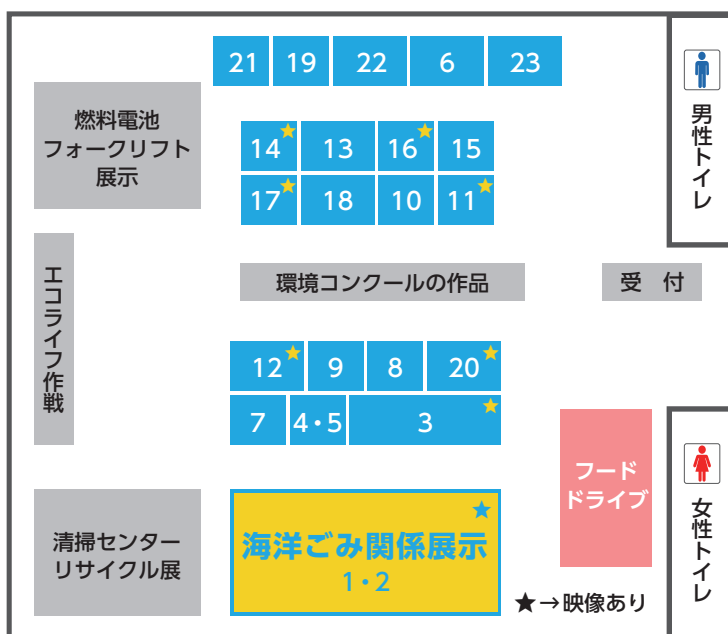 21 19 22 6 23
燃料電池
フォークリフト
展示
14★ 13 16★ 15
17★ 18 10 11★
男性トイレ
エコライフ作戦
環境コンクールの作品
受 付
12★ 9 8 20★
7 4・5 3★
清掃センター
リサイクル展
★
海洋ごみ関係展示
1・2
フード
ドライブ
女性トイレ
★→映像あり